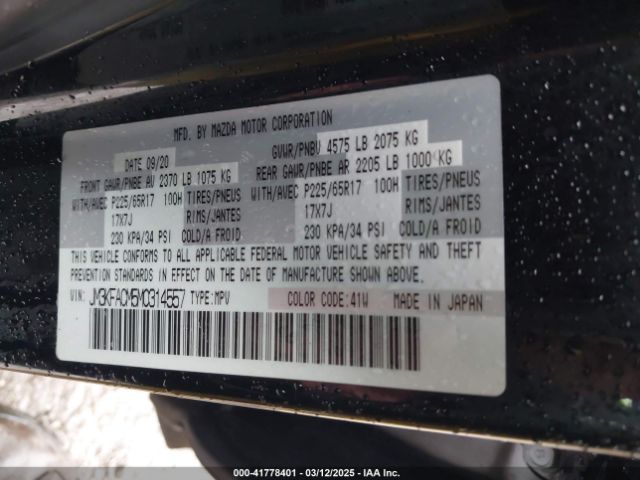 MFD. BY MAZDA MOTOR CORPORATION
DATE 09/20 GVWR/PNBV 4575 LB 2075 KG
FRONT GAWR/PNBE AV 2370 LB 1075 KG REAR GAWR/PNBE AR 2205 LB 1000 KG
WITH/AVEC P225/65R17 100H TIRES/PNEUS WITH/AVEC P225/65R17 100H TIRES/PNEUS
17X7J RIMS/JANTES 17X7J RIMS/JANTES
230 KPA/34 PSI COLD/A FROID 230 KPA/34 PSI COLD/A FROID
THIS VEHICLE CONFORMS TO ALL APPLICABLE FEDERAL MOTOR VEHICLE SAFETY AND THEFT
PREVENTION STANDARDS IN EFFECT ON THE DATE OF MANUFACTURE SHOWN ABOVE.
VIN: JM3KFACM5M0314557 TYPE:MPV COLOR CODE:41W MADE IN JAPAN
000-41778401 - 03/12/2025 - IAA Inc.